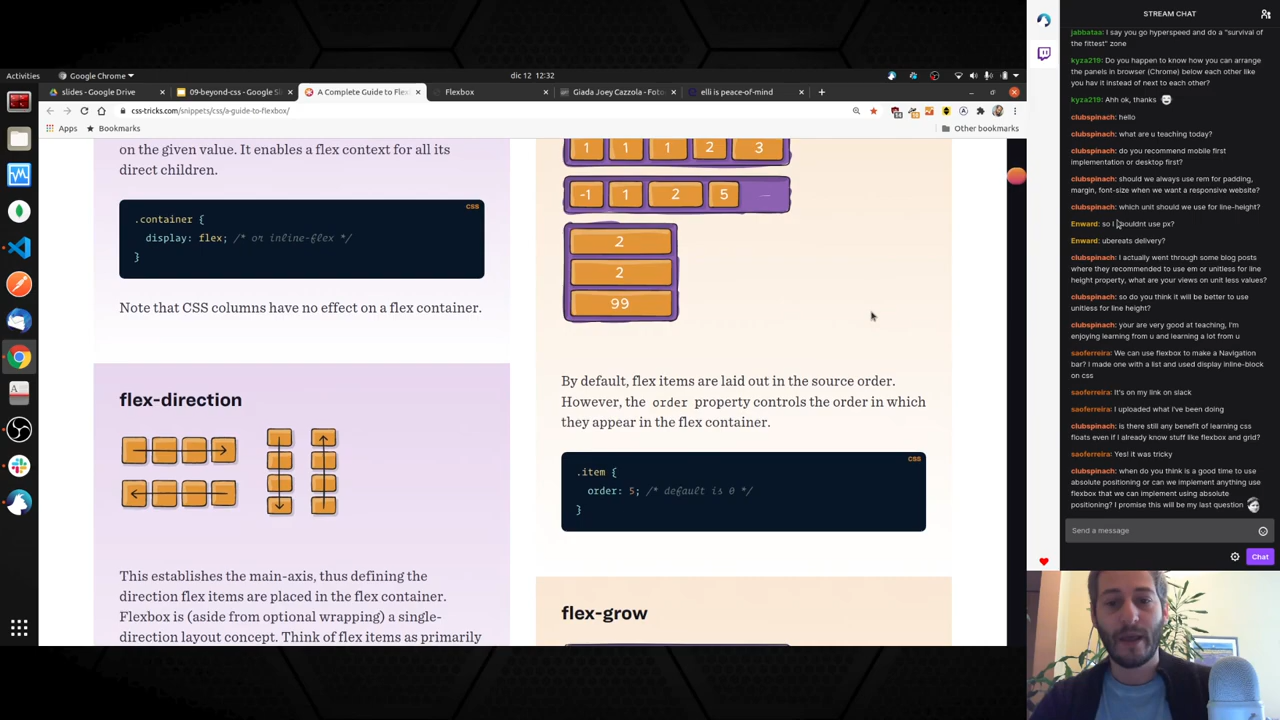 Activities
Google Chrome
dic 12 12:32
slides - Google Drive
09-beyond-css - Google Sl
A Complete Guide to Flex
Flexbox
Giada Joey Cazzola - Fo
elli is peace-of-mind
css-tricks.com/snippets/css/a-guide-to-flexbox/
Apps
Bookmarks
Other bookmarks
on the given value. It enables a flex context for all its
direct children.
CSS
.container {
display: flex; /* or inline-flex */
}
Note that CSS columns have no effect on a flex container.
flex-direction
This establishes the main-axis, thus defining the
direction flex items are placed in the flex container.
Flexbox is (aside from optional wrapping) a single-
direction layout concept. Think of flex items as primarily
1 1 1 2 3
-1 1 2 5
2
2
99
By default, flex items are laid out in the source order.
However, the order property controls the order in which
they appear in the flex container.
CSS
.item {
order: 5; /* default is 0 */
}
flex-grow
STREAM CHAT
jabbataa: I say you go hyperspeed and do a "survival of
the fittest" zone
kyza219: Do you happen to know how you can arrange
the panels in browser (Chrome) below each other like
you hav it instead of next to each other?
kyza219: Ahh ok, thanks
clubspinach: hello
clubspinach: what are u teaching today?
clubspinach: do you recommend mobile first
implementation or desktop first?
clubspinach: should we always use rem for padding,
margin, font-size when we want a responsive website?
clubspinach: which unit should we use for line-height?
Enward: so I shouldnt use px?
Enward: ubereats delivery?
clubspinach: I actually went through some blog posts
where they recommended to use em or unitless for line
height property, what are your views on unit less values?
clubspinach: so do you think it will be better to use
unitless for line height?
clubspinach: your are very good at teaching, I'm
enjoying learning from u and learning a lot from u
saoferreira: We can use flexbox to make a Navigation
bar? I made one with a list and used display inline-block
on css
saoferreira: It's on my link on slack
saoferreira: I uploaded what I've been doing
clubspinach: is there still any benefit of learning css
floats even if I already know stuff like flexbox and grid?
saoferreira: Yes! it was tricky
clubspinach: when do you think is a good time to use
absolute positioning or can we implement anything use
flexbox that we can implement using absolute
positioning? I promise this will be my last question
Send a message
Chat